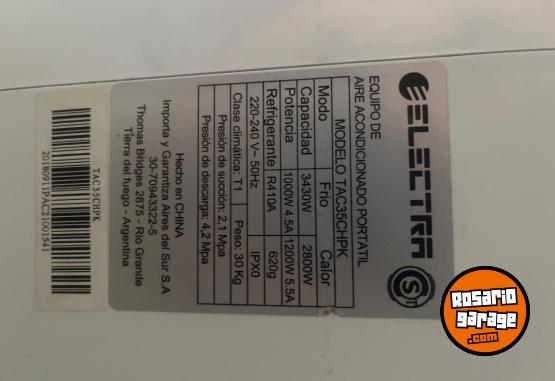 ELECTRA
EQUIPO DE
AIRE ACONDICIONADO PORTATIL
MODELO TAC35CHPK
Modo Frio Calor
Capacidad 3430W 2800W
Potencia 1000W 4.5A 1200W 5.5A
Refrigerante R410A 620g
220-240 V~ 50Hz IPX0
Clase climática: T1 Peso: 30 Kg
Presión de succión: 2,1 Mpa
Presión de descarga: 4,2 Mpa
Hecho en CHINA
Importa y Garantiza Aires del Sur S.A
30-70943322-5
Thomas Bridges 2875 - Rio Grande
Tierra del fuego - Argentina
TAC35CHPK
20180911PAC21003541
Rosario
garage
.com